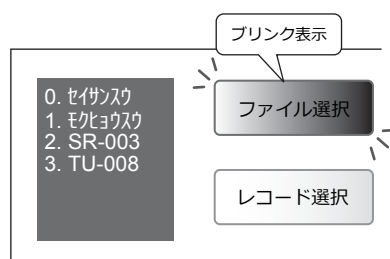 ブリンク表示
0. セイサンスウ
1. モクヒョウスウ
2. SR-003
3. TU-008
ファイル選択
レコード選択